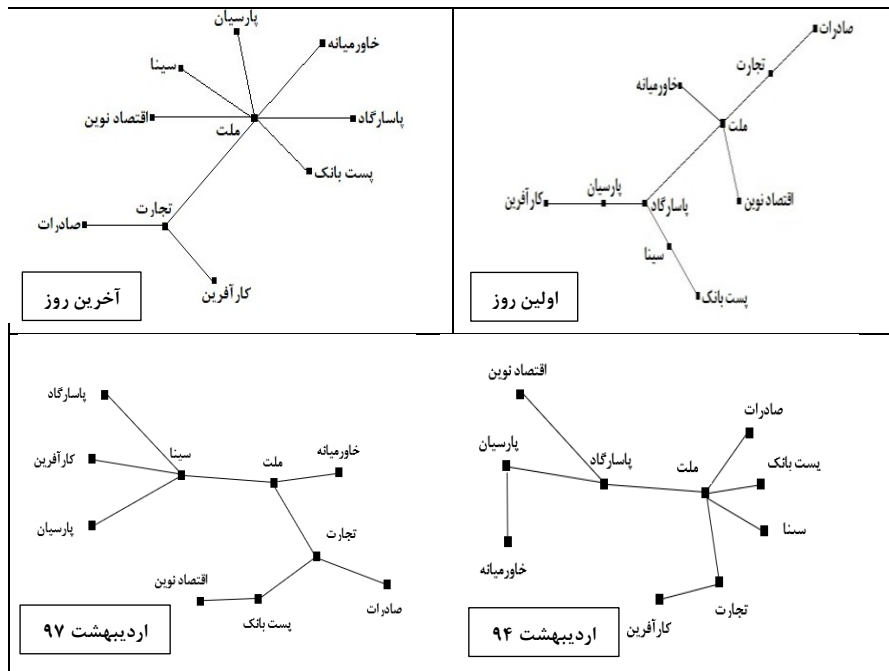 صادرات
تجارت
خاورمیانه
ملت
اقتصاد نوین
پاسارگاد
پارسیان
کارآفرین
سینا
پست بانک
اولین روز
پارسیان
خاورمیانه
سینا
پاسارگاد
اقتصاد نوین
ملت
پست بانک
تجارت
صادرات
کارآفرین
آخرین روز
اقتصاد نوین
صادرات
پارسیان
پاسارگاد
ملت
پست بانک
سینا
خاورمیانه
تجارت
کارآفرین
اردیبهشت ۹۴
پاسارگاد
سینا
خاورمیانه
ملت
کارآفرین
پارسیان
تجارت
اقتصاد نوین
صادرات
پست بانک
اردیبهشت ۹۷